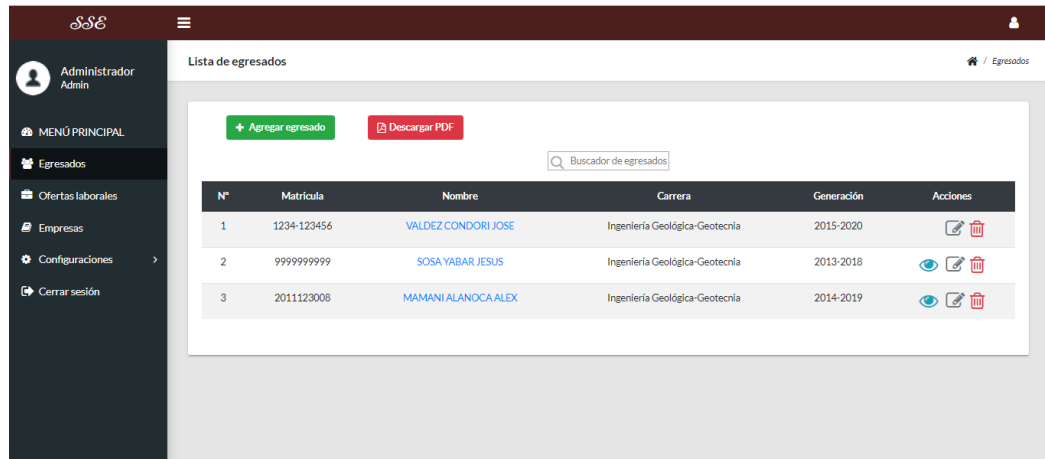 SSE
Administrador
Admin
MENÚ PRINCIPAL
Egresados
Ofertas laborales
Empresas
Configuraciones
Cerrar sesión
Lista de egresados
/ Egresados
+ Agregar egresado
Descargar PDF
Buscador de egresados
N° Matricula Nombre Carrera Generación Acciones
1 1234-123456 VALDEZ CONDORI JOSE Ingeniería Geológica-Geotecnia 2015-2020
2 9999999999 SOSA YABAR JESUS Ingeniería Geológica-Geotecnia 2013-2018
3 2011123008 MAMANI ALANOCA ALEX Ingeniería Geológica-Geotecnia 2014-2019